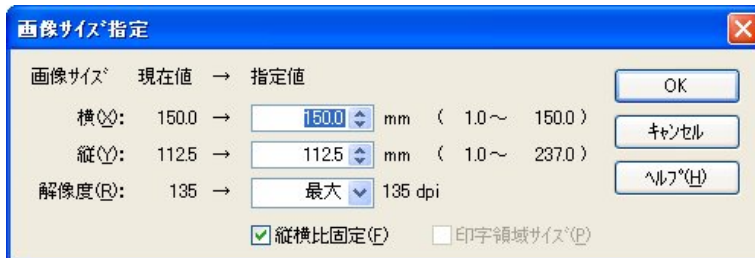 画像サイズ指定
画像サイズ 現在値 → 指定値
横(X): 150.0 → 150.0 mm ( 1.0～ 150.0 )
縦(Y): 112.5 → 112.5 mm ( 1.0～ 237.0 )
解像度(R): 135 → 最大 135 dpi
縦横比固定(F) 印字領域サイズ(P)
OK
キャンセル
ヘルプ(H)